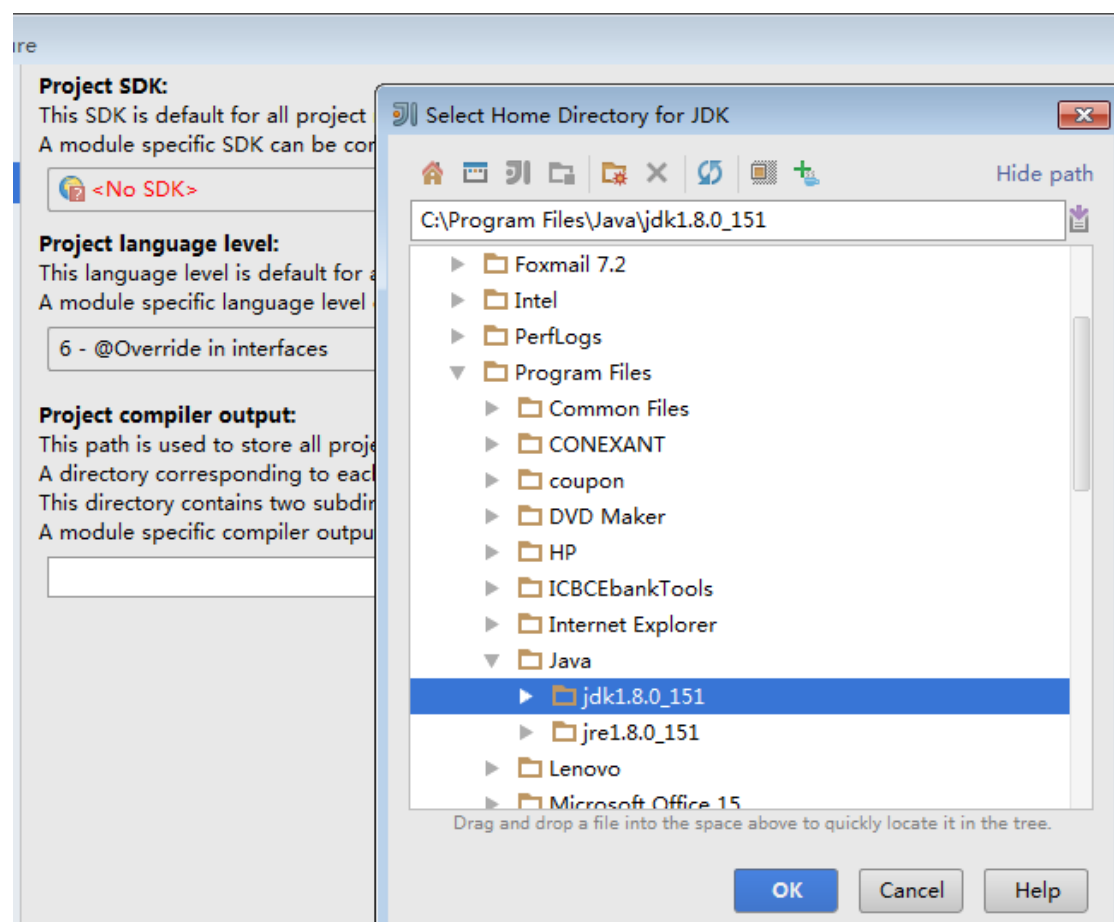 ure
Project SDK:
This SDK is default for all project
A module specific SDK can be cor
<No SDK>
Project language level:
This language level is default for a
A module specific language level
6 - @Override in interfaces
Project compiler output:
This path is used to store all proje
A directory corresponding to each
This directory contains two subdir
A module specific compiler outpu
Select Home Directory for JDK
Hide path
C:\Program Files\Java\jdk1.8.0_151
Foxmail 7.2
Intel
PerfLogs
Program Files
Common Files
CONEXANT
coupon
DVD Maker
HP
ICBCEbankTools
Internet Explorer
Java
jdk1.8.0_151
jre1.8.0_151
Lenovo
Microsoft Office 15
Drag and drop a file into the space above to quickly locate it in the tree.
OK
Cancel
Help